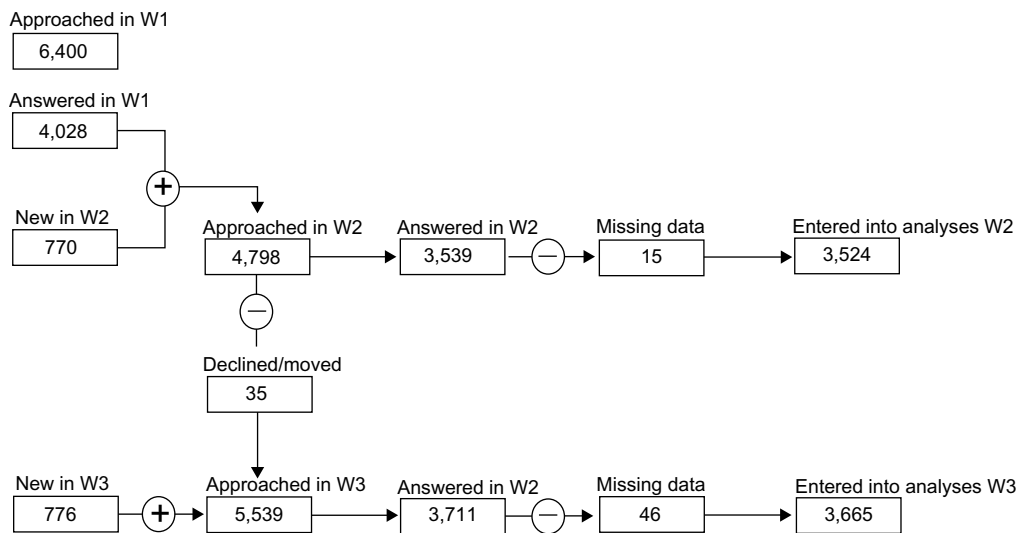 Approached in W1
6,400
Answered in W1
4,028
+
New in W2
770
Approached in W2
4,798
Answered in W2
3,539
—
Missing data
15
Entered into analyses W2
3,524
—
Declined/moved
35
New in W3
776
+
Approached in W3
5,539
Answered in W2
3,711
—
Missing data
46
Entered into analyses W3
3,665